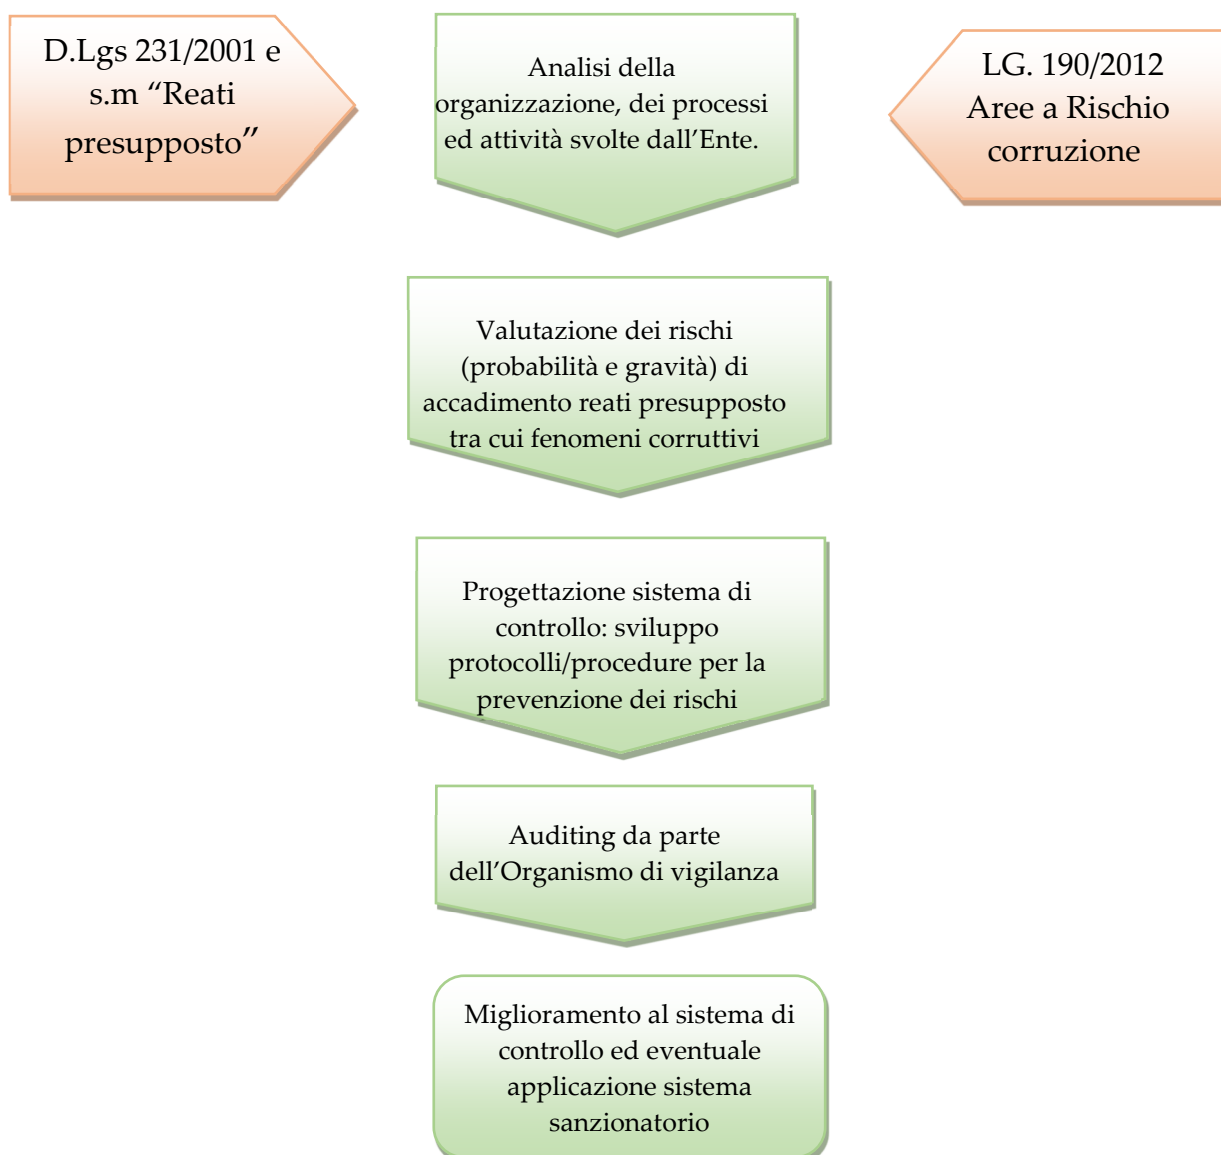 D.Lgs 231/2001 e
s.m “Reati
presupposto”
Analisi della
organizzazione, dei processi
ed attività svolte dall’Ente.
LG. 190/2012
Aree a Rischio
corruzione
Valutazione dei rischi
(probabilità e gravità) di
accadimento reati presupposto
tra cui fenomeni corruttivi
Progettazione sistema di
controllo: sviluppo
protocolli/procedure per la
prevenzione dei rischi
Auditing da parte
dell’Organismo di vigilanza
Miglioramento al sistema di
controllo ed eventuale
applicazione sistema
sanzionatorio